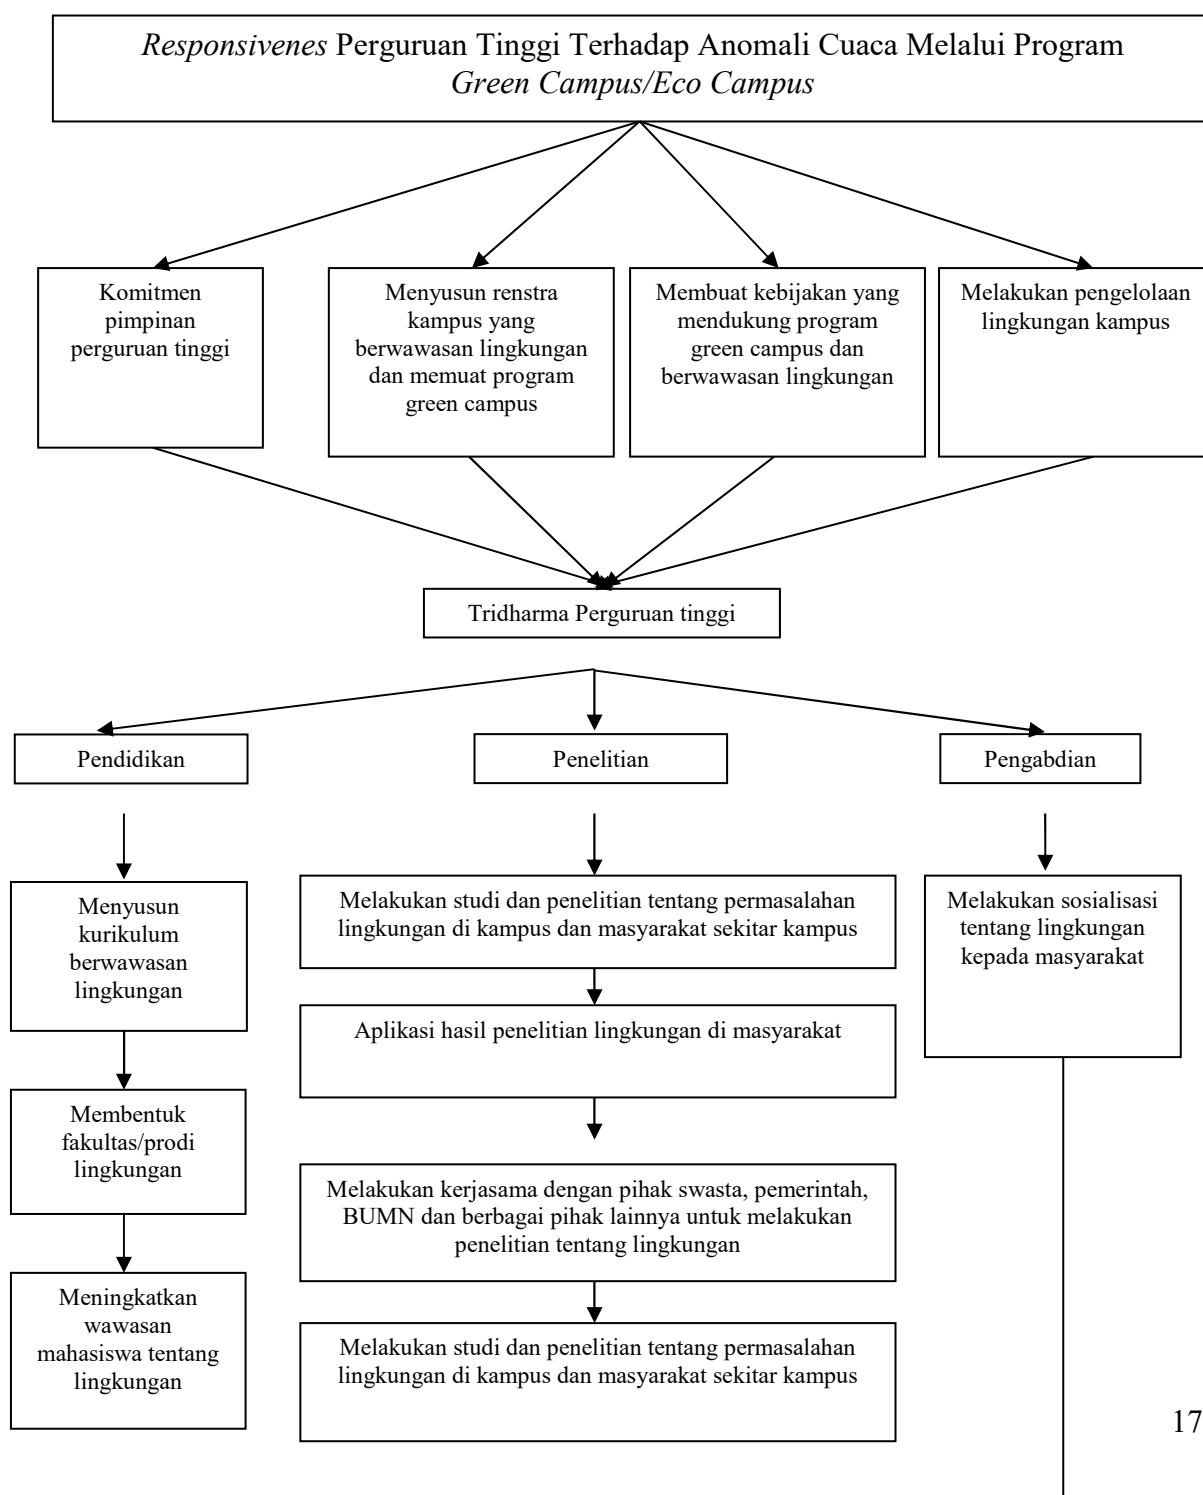 Responsivenes Perguruan Tinggi Terhadap Anomali Cuaca Melalui Program
Green Campus/Eco Campus
Komitmen
pimpinan
perguruan tinggi
Menyusun renstra
kampus yang
berwawasan lingkungan
dan memuat program
green campus
Membuat kebijakan yang
mendukung program
green campus dan
berwawasan lingkungan
Melakukan pengelolaan
lingkungan kampus
Tridharma Perguruan tinggi
Pendidikan
Penelitian
Pengabdian
Menyusun
kurikulum
berwawasan
lingkungan
Membentuk
fakultas/prodi
lingkungan
Meningkatkan
wawasan
mahasiswa tentang
lingkungan
Melakukan studi dan penelitian tentang permasalahan
lingkungan di kampus dan masyarakat sekitar kampus
Aplikasi hasil penelitian lingkungan di masyarakat
Melakukan kerjasama dengan pihak swasta, pemerintah,
BUMN dan berbagai pihak lainnya untuk melakukan
penelitian tentang lingkungan
Melakukan studi dan penelitian tentang permasalahan
lingkungan di kampus dan masyarakat sekitar kampus
Melakukan sosialisasi
tentang lingkungan
kepada masyarakat
17